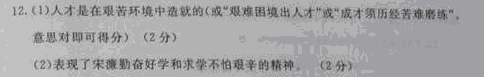 12.(1)人才是在艰苦环境中造就的(或“艰难困境出人才”或“成才须历经苦难磨练”。
意思对即可得分) (2分)
(2)表现了宋濂勤奋好学和求学不怕艰辛的精神。 (2分)